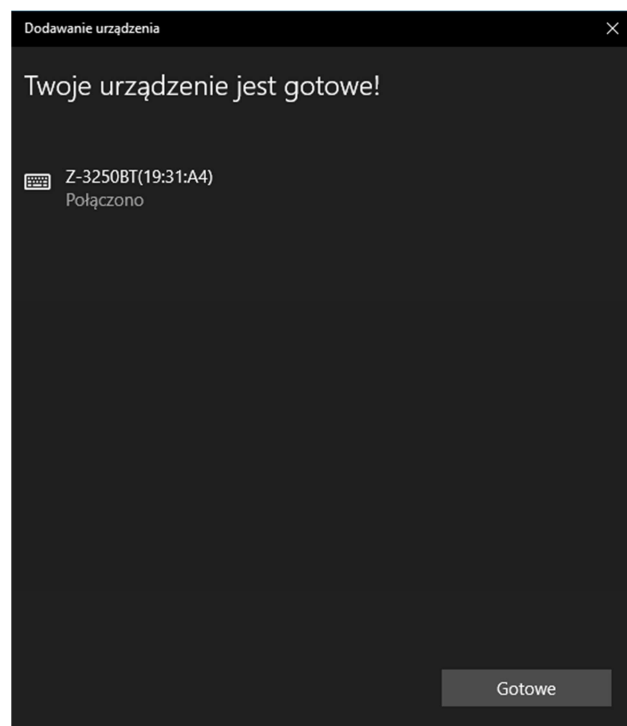 Dodawanie urządzenia
Twoje urządzenie jest gotowe!
Z-3250BT(19:31:A4)
Połączono
Gotowe